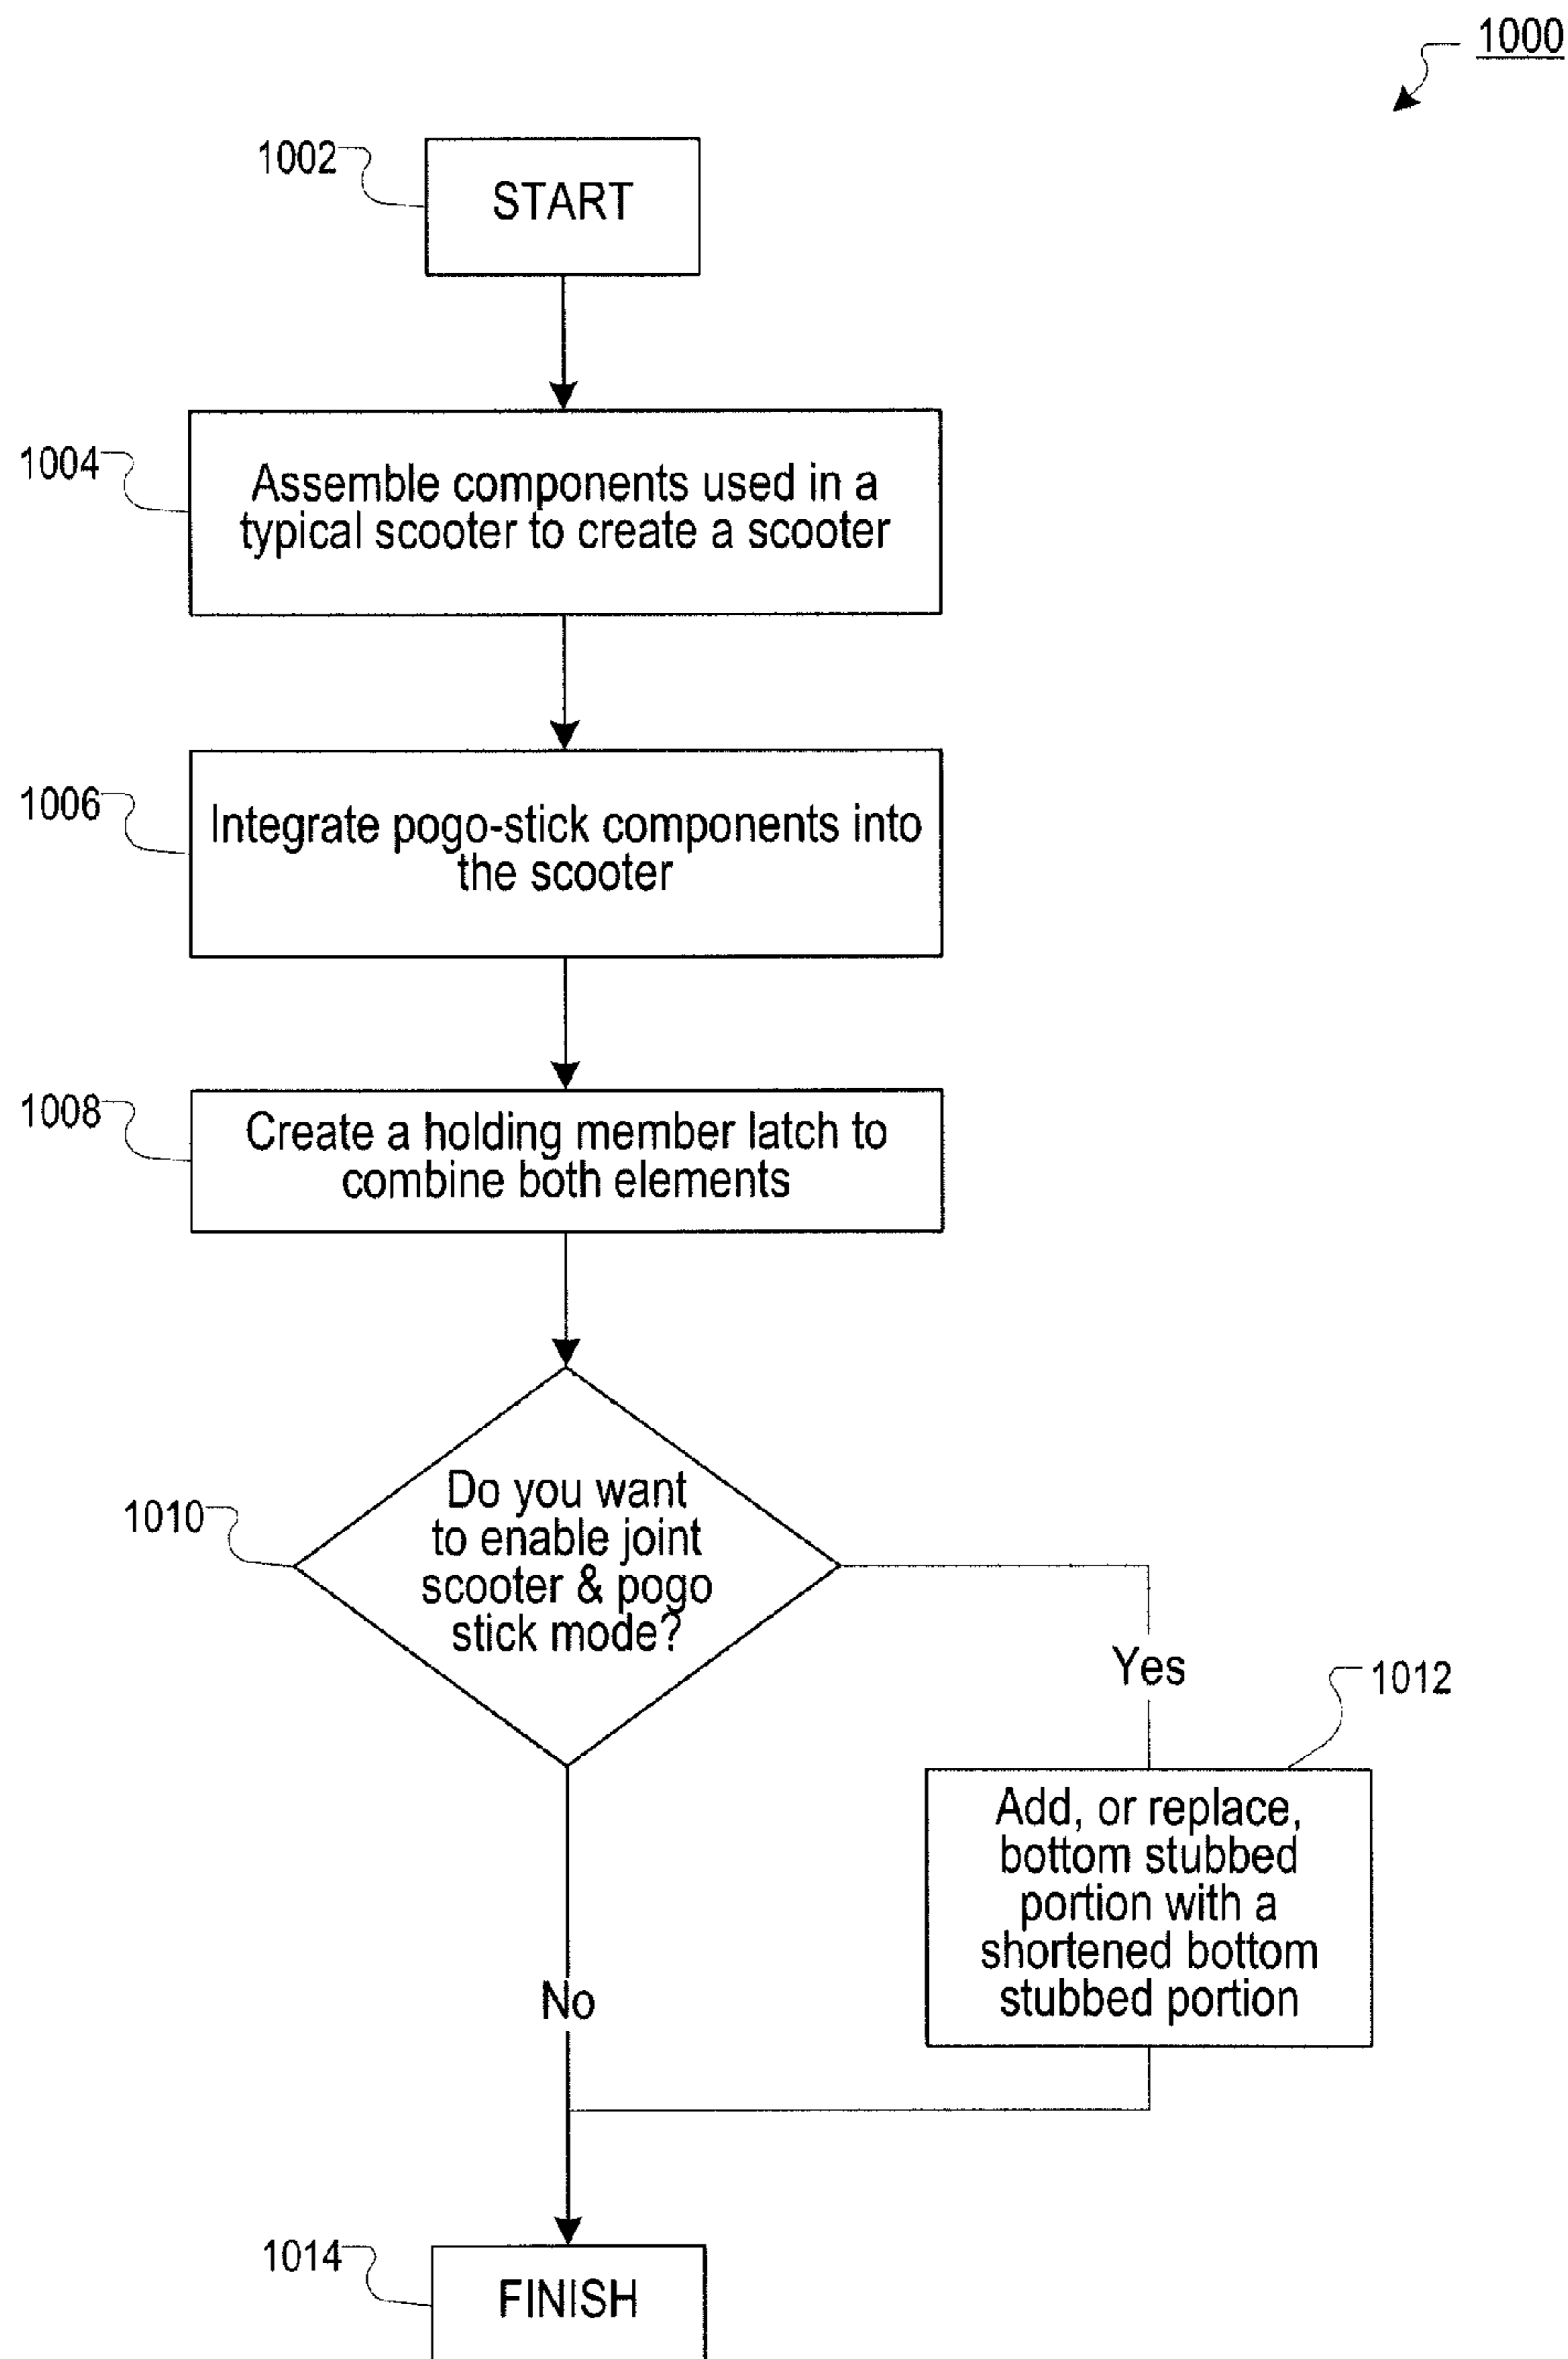 1000
1002
START
1004
Assemble components used in a
typical scooter to create a scooter
1006
Integrate pogo-stick components into
the scooter
1008
Create a holding member latch to
combine both elements
1010
Do you want
to enable joint
scooter & pogo
stick mode?
Yes
1012
Add, or replace,
bottom stubbed
portion with a
shortened bottom
stubbed portion
No
1014
FINISH